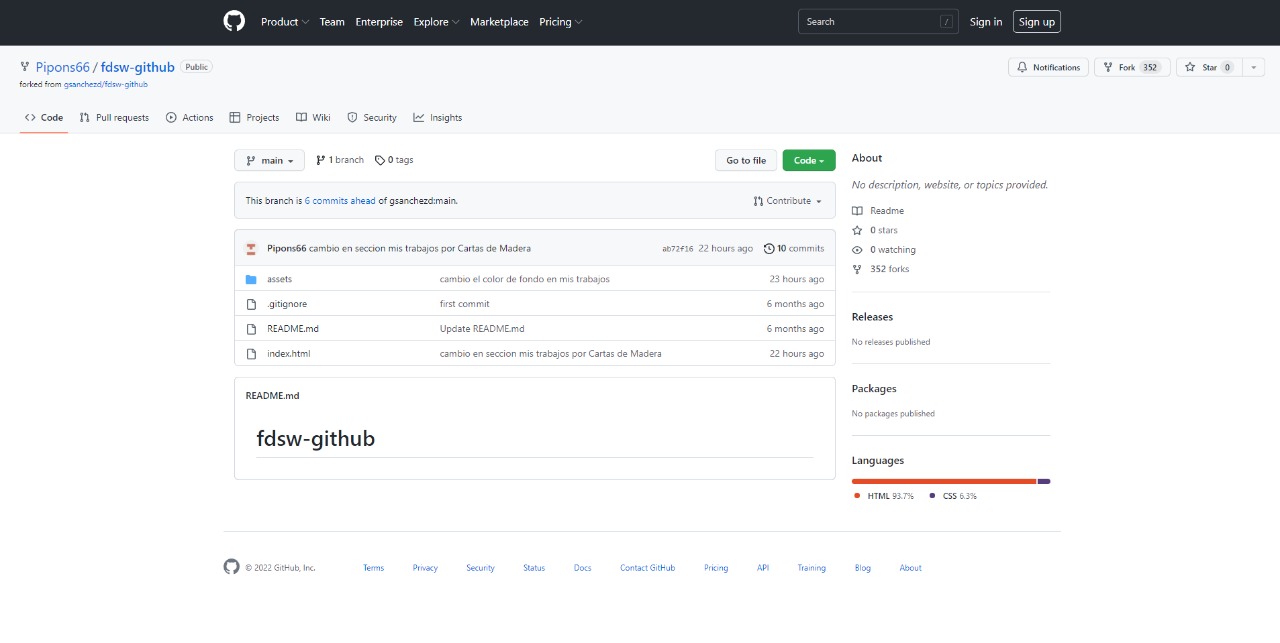 Product Team Enterprise Explore Marketplace Pricing Search / Sign in Sign up
Pipons66 / fdsw-github Public Notifications Fork 352 Star 0
forked from gsanchezd/fdsw-github
Code Pull requests Actions Projects Wiki Security Insights
main 1 branch 0 tags Go to file Code
This branch is 6 commits ahead of gsanchezd:main. Contribute
Pipons66 cambio en seccion mis trabajos por Cartas de Madera ab72f16 22 hours ago 10 commits
assets cambio el color de fondo en mis trabajos 23 hours ago
.gitignore first commit 6 months ago
README.md Update README.md 6 months ago
index.html cambio en seccion mis trabajos por Cartas de Madera 22 hours ago
README.md
fdsw-github
About
No description, website, or topics provided.
Readme
0 stars
0 watching
352 forks
Releases
No releases published
Packages
No packages published
Languages
HTML 93.7% CSS 6.3%
© 2022 GitHub, Inc. Terms Privacy Security Status Docs Contact GitHub Pricing API Training Blog About